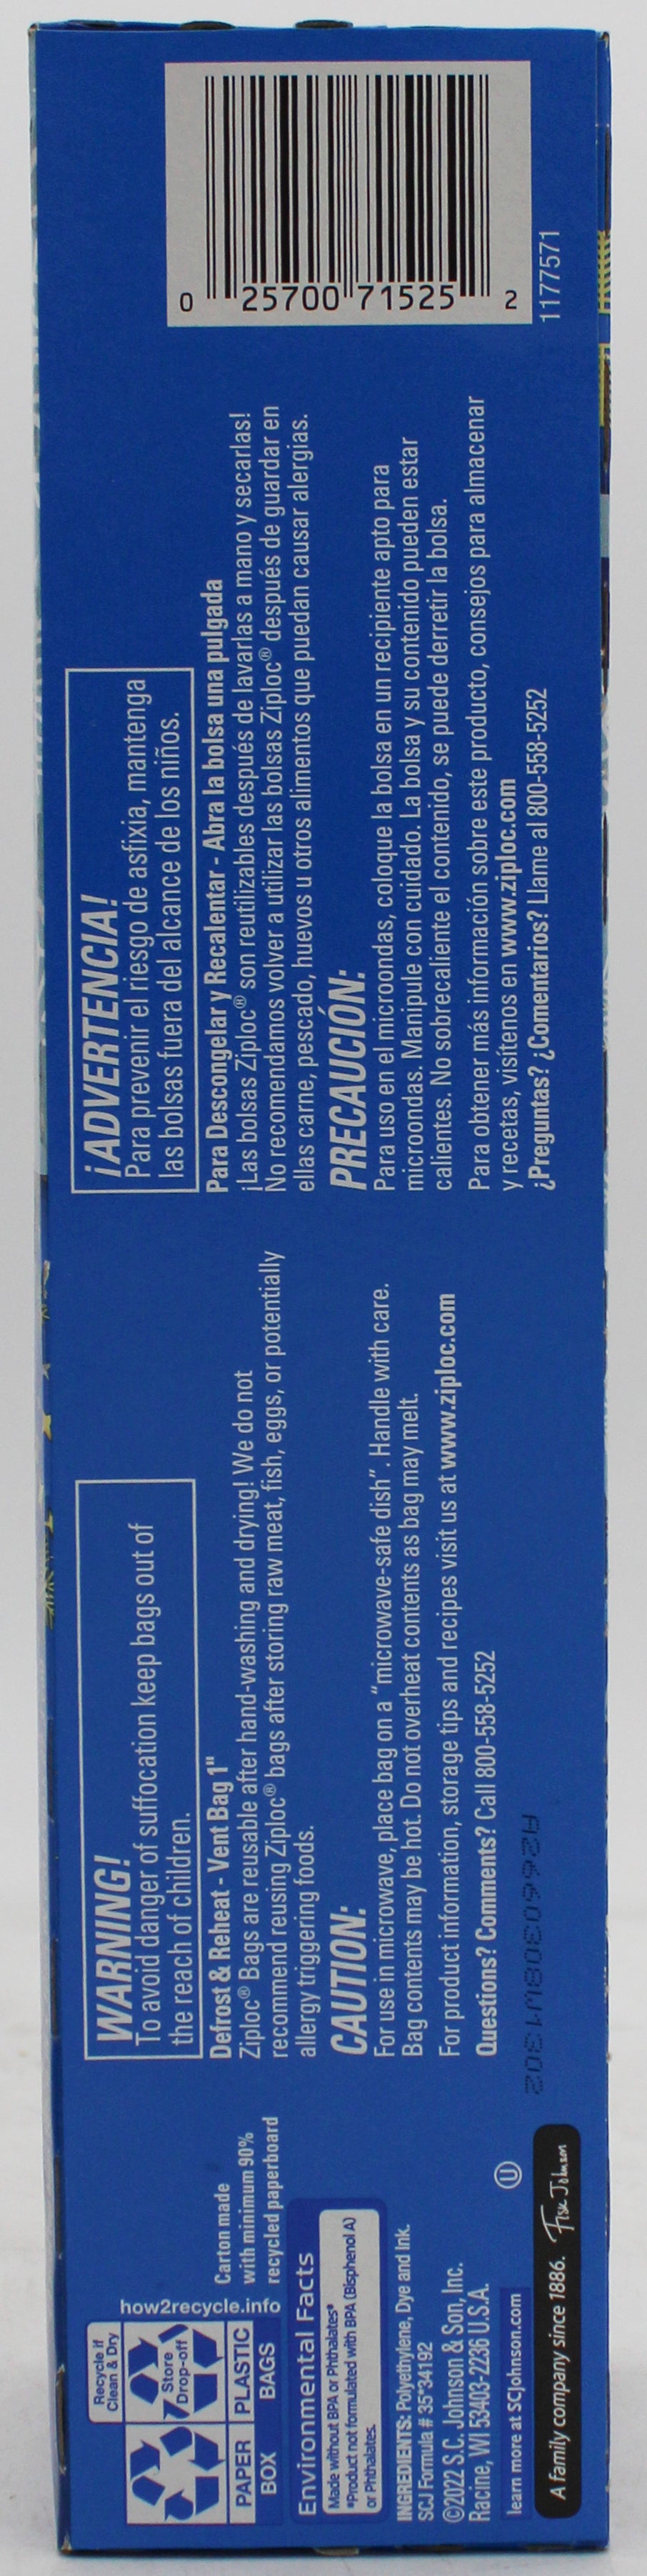 Recycle if
Clean & Dry
Store
Drop-off
how2recycle.info
PAPER
BOX
PLASTIC
BAGS
Carton made
with minimum 90%
recycled paperboard
Environmental Facts
Made without BPA or Phthalates*
*Product not formulated with BPA (Bisphenol A)
or Phthalates.
INGREDIENTS: Polyethylene, Dye and Ink.
SCJ Formula # 35*34192
©2022 S.C. Johnson & Son, Inc.
Racine, WI 53403-2236 U.S.A.
U
learn more at SCJohnson.com
A family company since 1886. Fisk Johnson
WARNING!
To avoid danger of suffocation keep bags out of
the reach of children.
Defrost & Reheat - Vent Bag 1"
Ziploc® Bags are reusable after hand-washing and drying! We do not
recommend reusing Ziploc® bags after storing raw meat, fish, eggs, or potentially
allergy triggering foods.
CAUTION:
For use in microwave, place bag on a “microwave-safe dish”. Handle with care.
Bag contents may be hot. Do not overheat contents as bag may melt.
For product information, storage tips and recipes visit us at www.ziploc.com
Questions? Comments? Call 800-558-5252
¡ADVERTENCIA!
Para prevenir el riesgo de asfixia, mantenga
las bolsas fuera del alcance de los niños.
Para Descongelar y Recalentar - Abra la bolsa una pulgada
¡Las bolsas Ziploc® son reutilizables después de lavarlas a mano y secarlas!
No recomendamos volver a utilizar las bolsas Ziploc® después de guardar en
ellas carne, pescado, huevos u otros alimentos que puedan causar alergias.
PRECAUCIÓN:
Para uso en el microondas, coloque la bolsa en un recipiente apto para
microondas. Manipule con cuidado. La bolsa y su contenido pueden estar
calientes. No sobrecaliente el contenido, se puede derretir la bolsa.
Para obtener más información sobre este producto, consejos para almacenar
y recetas, visítenos en www.ziploc.com
¿Preguntas? ¿Comentarios? Llame al 800-558-5252
0 25700 71525 2
1177571